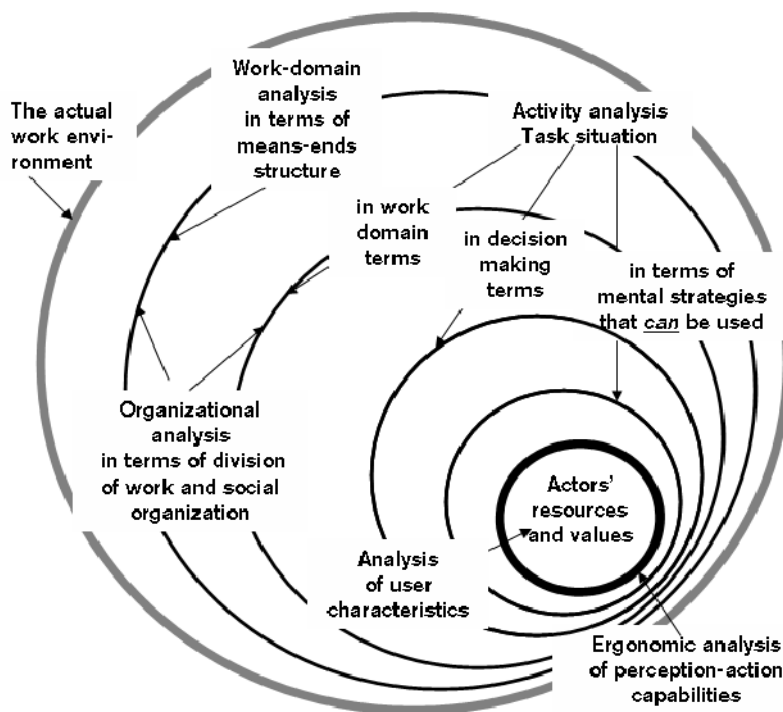 The actual
work envi-
ronment
Work-domain
analysis
in terms of
means-ends
structure
Activity analysis
Task situation
in work
domain
terms
in decision
making
terms
in terms of
mental strategies
that can be used
Organizational
analysis
in terms of division
of work and social
organization
Actors'
resources
and values
Analysis
of user
characteristics
Ergonomic analysis
of perception-action
capabilities